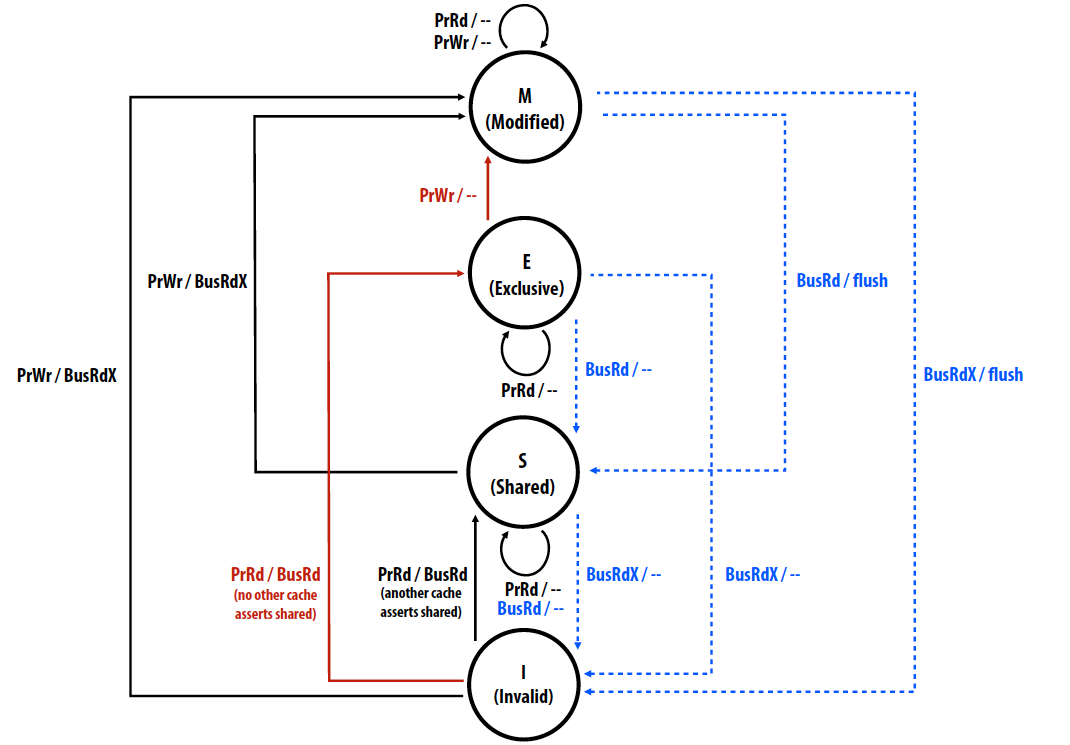 PrRd / --
PrWr / --
M
(Modified)
PrWr / --
E
(Exclusive)
PrWr / BusRdX
BusRd / flush
PrWr / BusRdX
BusRd / --
BusRdX / flush
PrRd / --
S
(Shared)
PrRd / BusRd
(no other cache
asserts shared)
PrRd / BusRd
(another cache
asserts shared)
PrRd / --
BusRd / --
BusRdX / --
BusRdX / --
I
(Invalid)